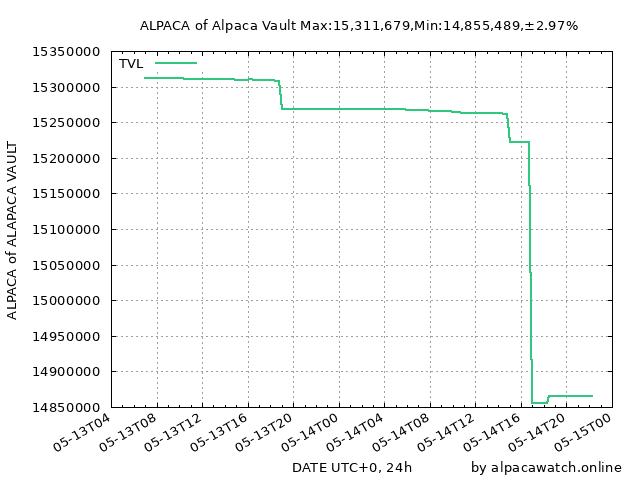 ALPACA of Alpaca Vault Max:15,311,679,Min:14,855,489,±2.97%
TVL
15350000
15300000
15250000
15200000
15150000
15100000
15050000
15000000
14950000
14900000
14850000
ALPACA of ALAPACA VAULT
05-13T04
05-13T08
05-13T12
05-13T16
05-13T20
05-14T00
05-14T04
05-14T08
05-14T12
05-14T16
05-14T20
05-15T00
DATE UTC+0, 24h
by alpacawatch.online